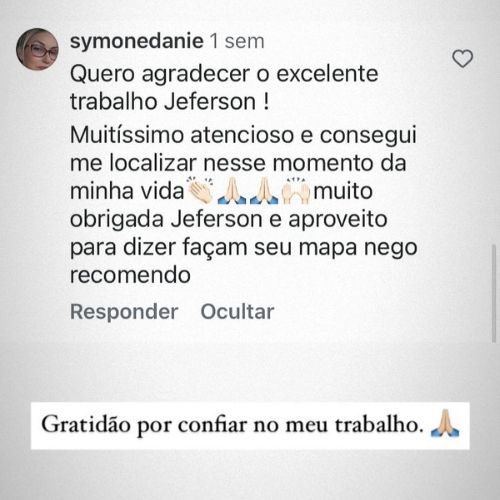 symonedanie 1 sem
Quero agradecer o excelente
trabalho Jeferson !
Muitíssimo atencioso e consegui
me localizar nesse momento da
minha vida👏🏻🙏🏻🙏🏻🙌🏻muito
obrigada Jeferson e aproveito
para dizer façam seu mapa nego
recomendo
Responder Ocultar
Gratidão por confiar no meu trabalho. 🙏🏼